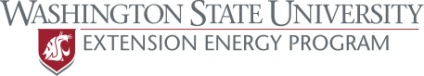 WASHINGTON STATE UNIVERSITY
EXTENSION ENERGY PROGRAM